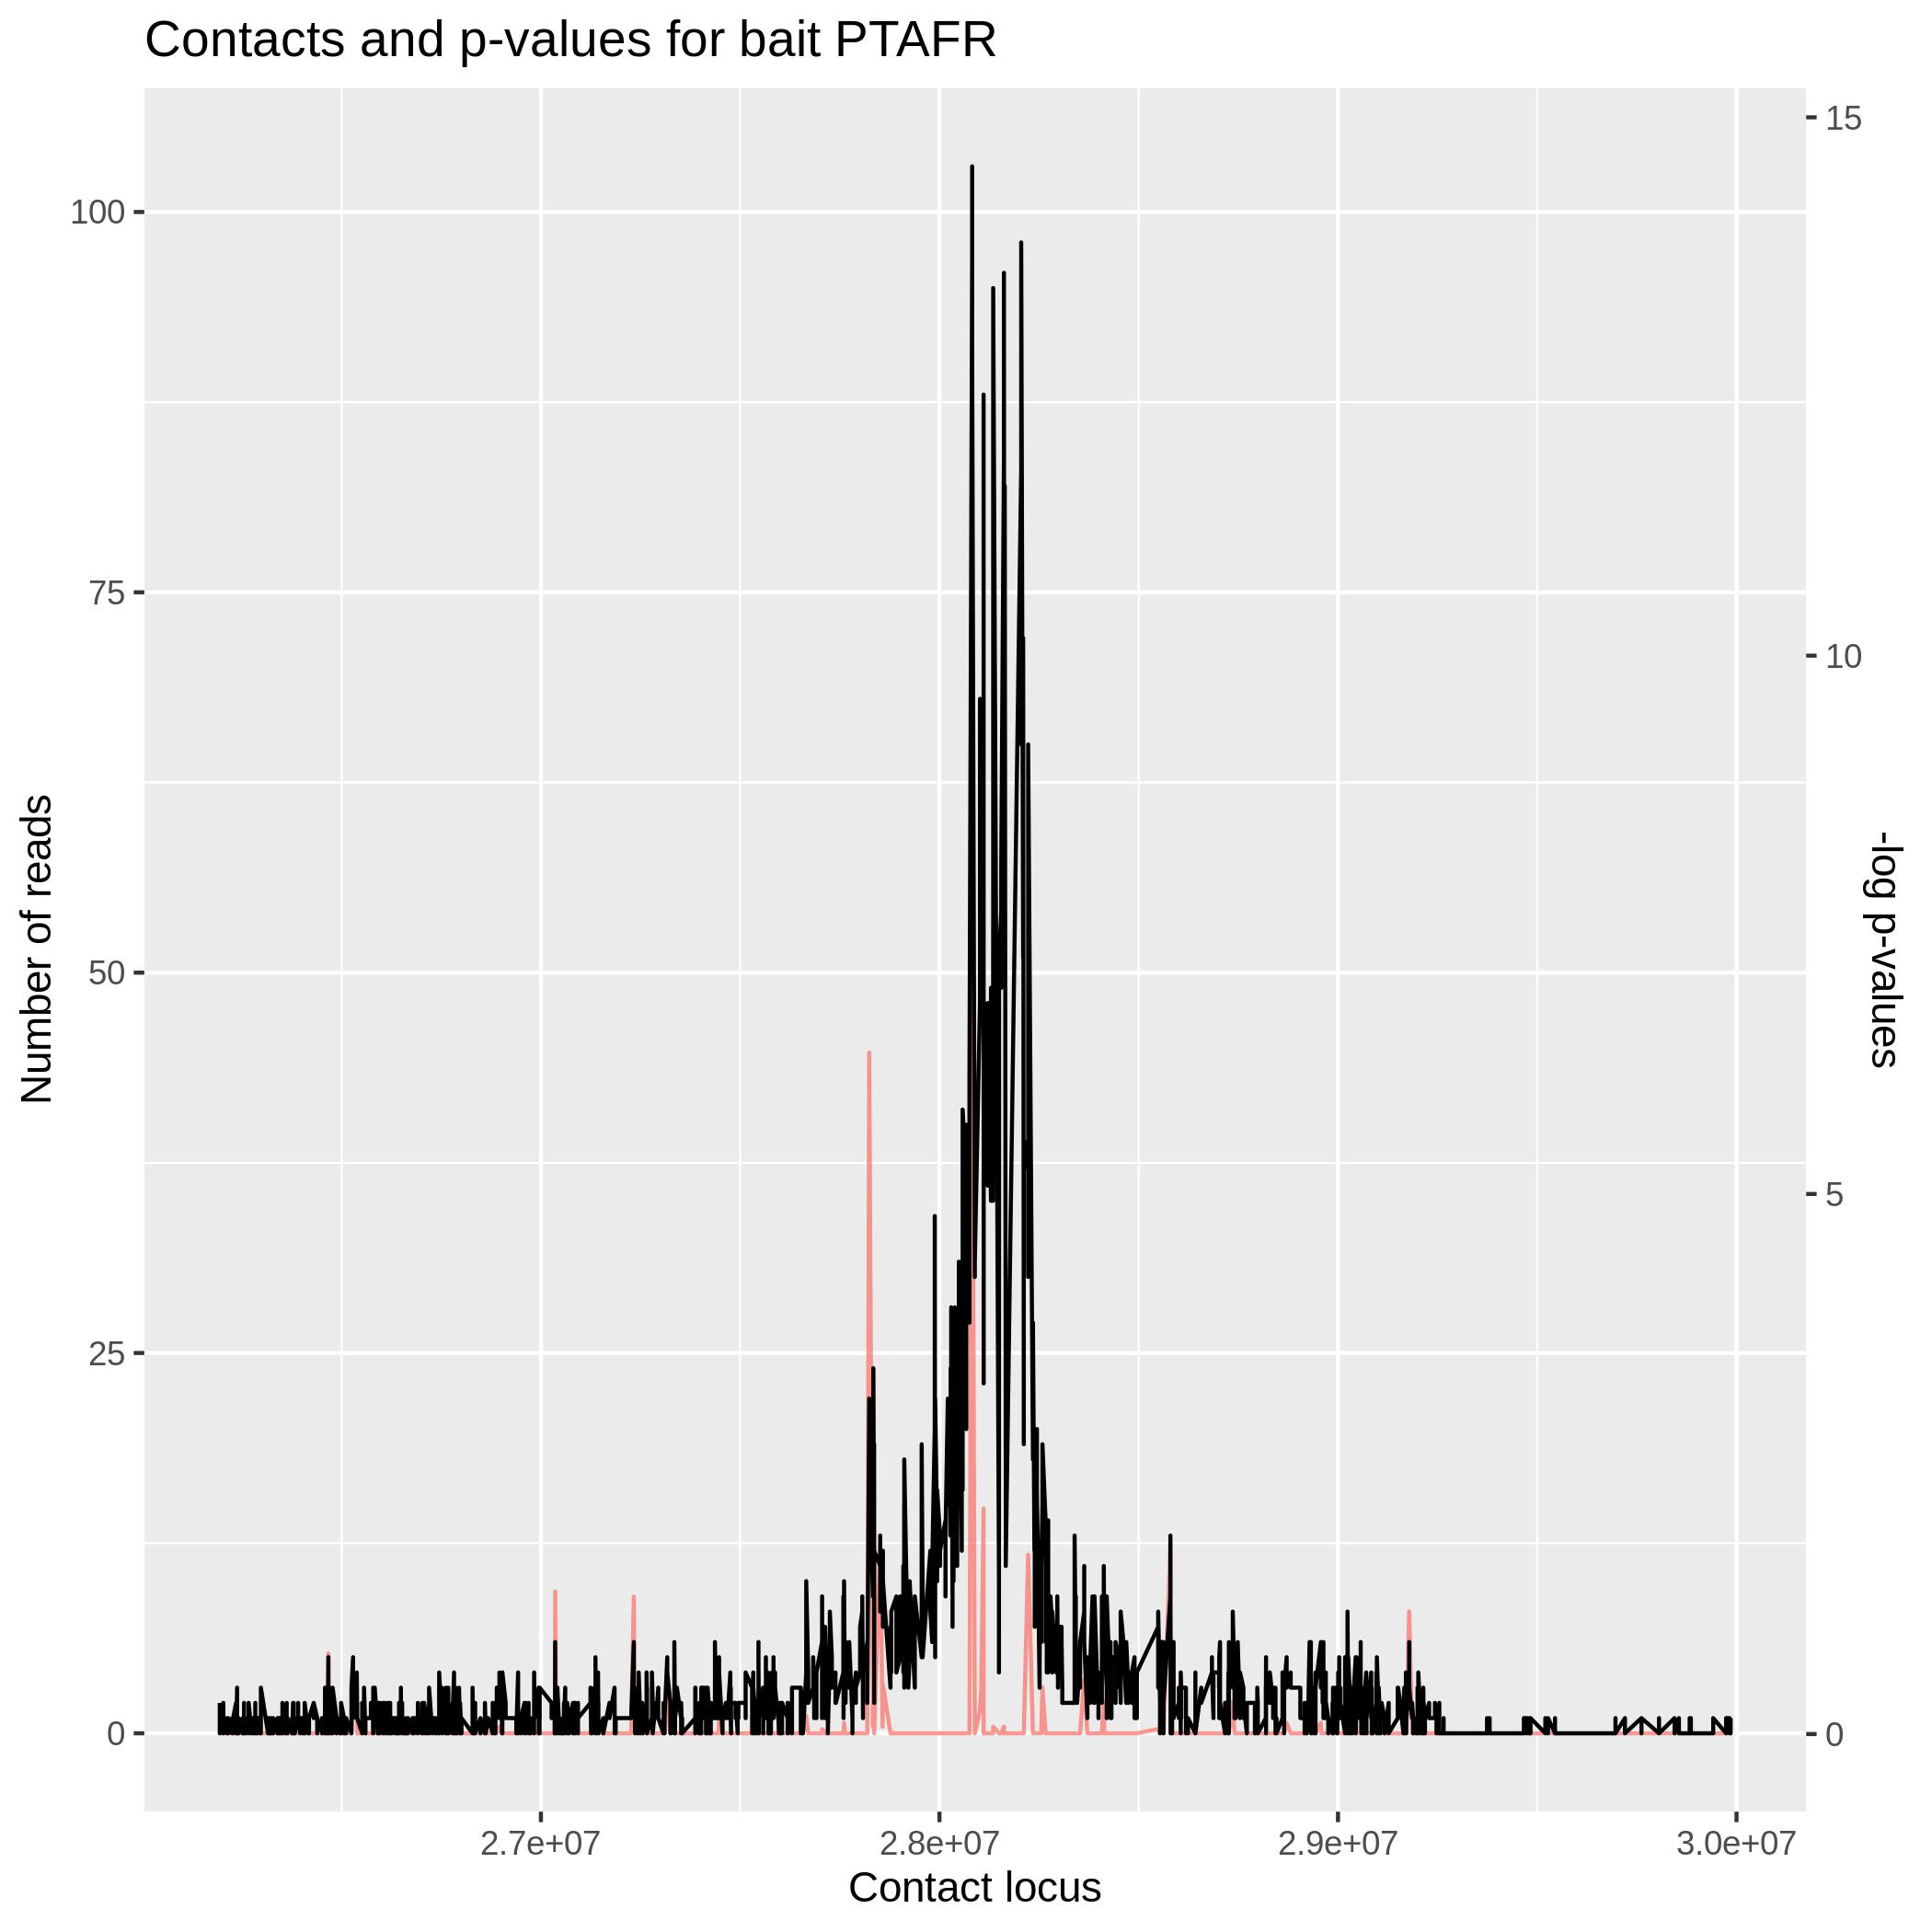 Contacts and p-values for bait PTAFR
100
75
50
25
0
Number of reads
15
10
5
0
-log p-values
2.7e+07
2.8e+07
2.9e+07
3.0e+07
Contact locus